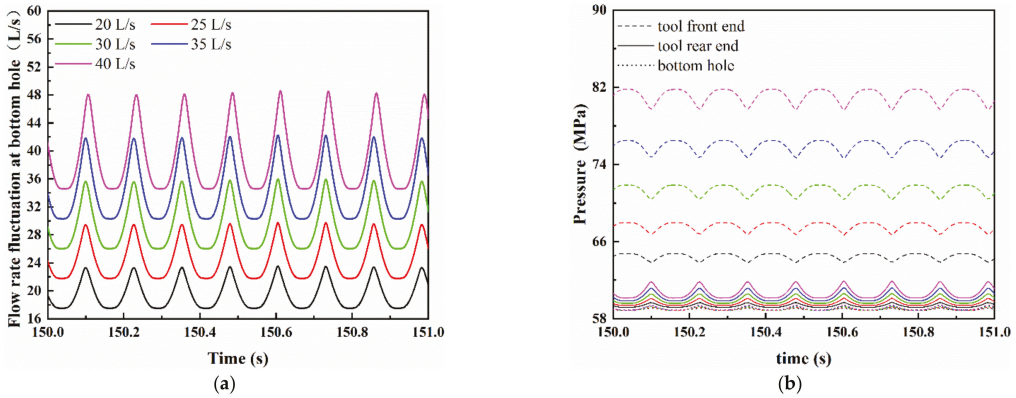 Flow rate fluctuation at bottom hole（L/s）
60
56
52
48
44
40
36
32
28
24
20
16
20 L/s
25 L/s
30 L/s
35 L/s
40 L/s
150.0
150.2
150.4
150.6
150.8
151.0
Time (s)
(a)
Pressure (MPa)
90
82
74
66
58
tool front end
tool rear end
bottom hole
150.0
150.2
150.4
150.6
150.8
151.0
time (s)
(b)